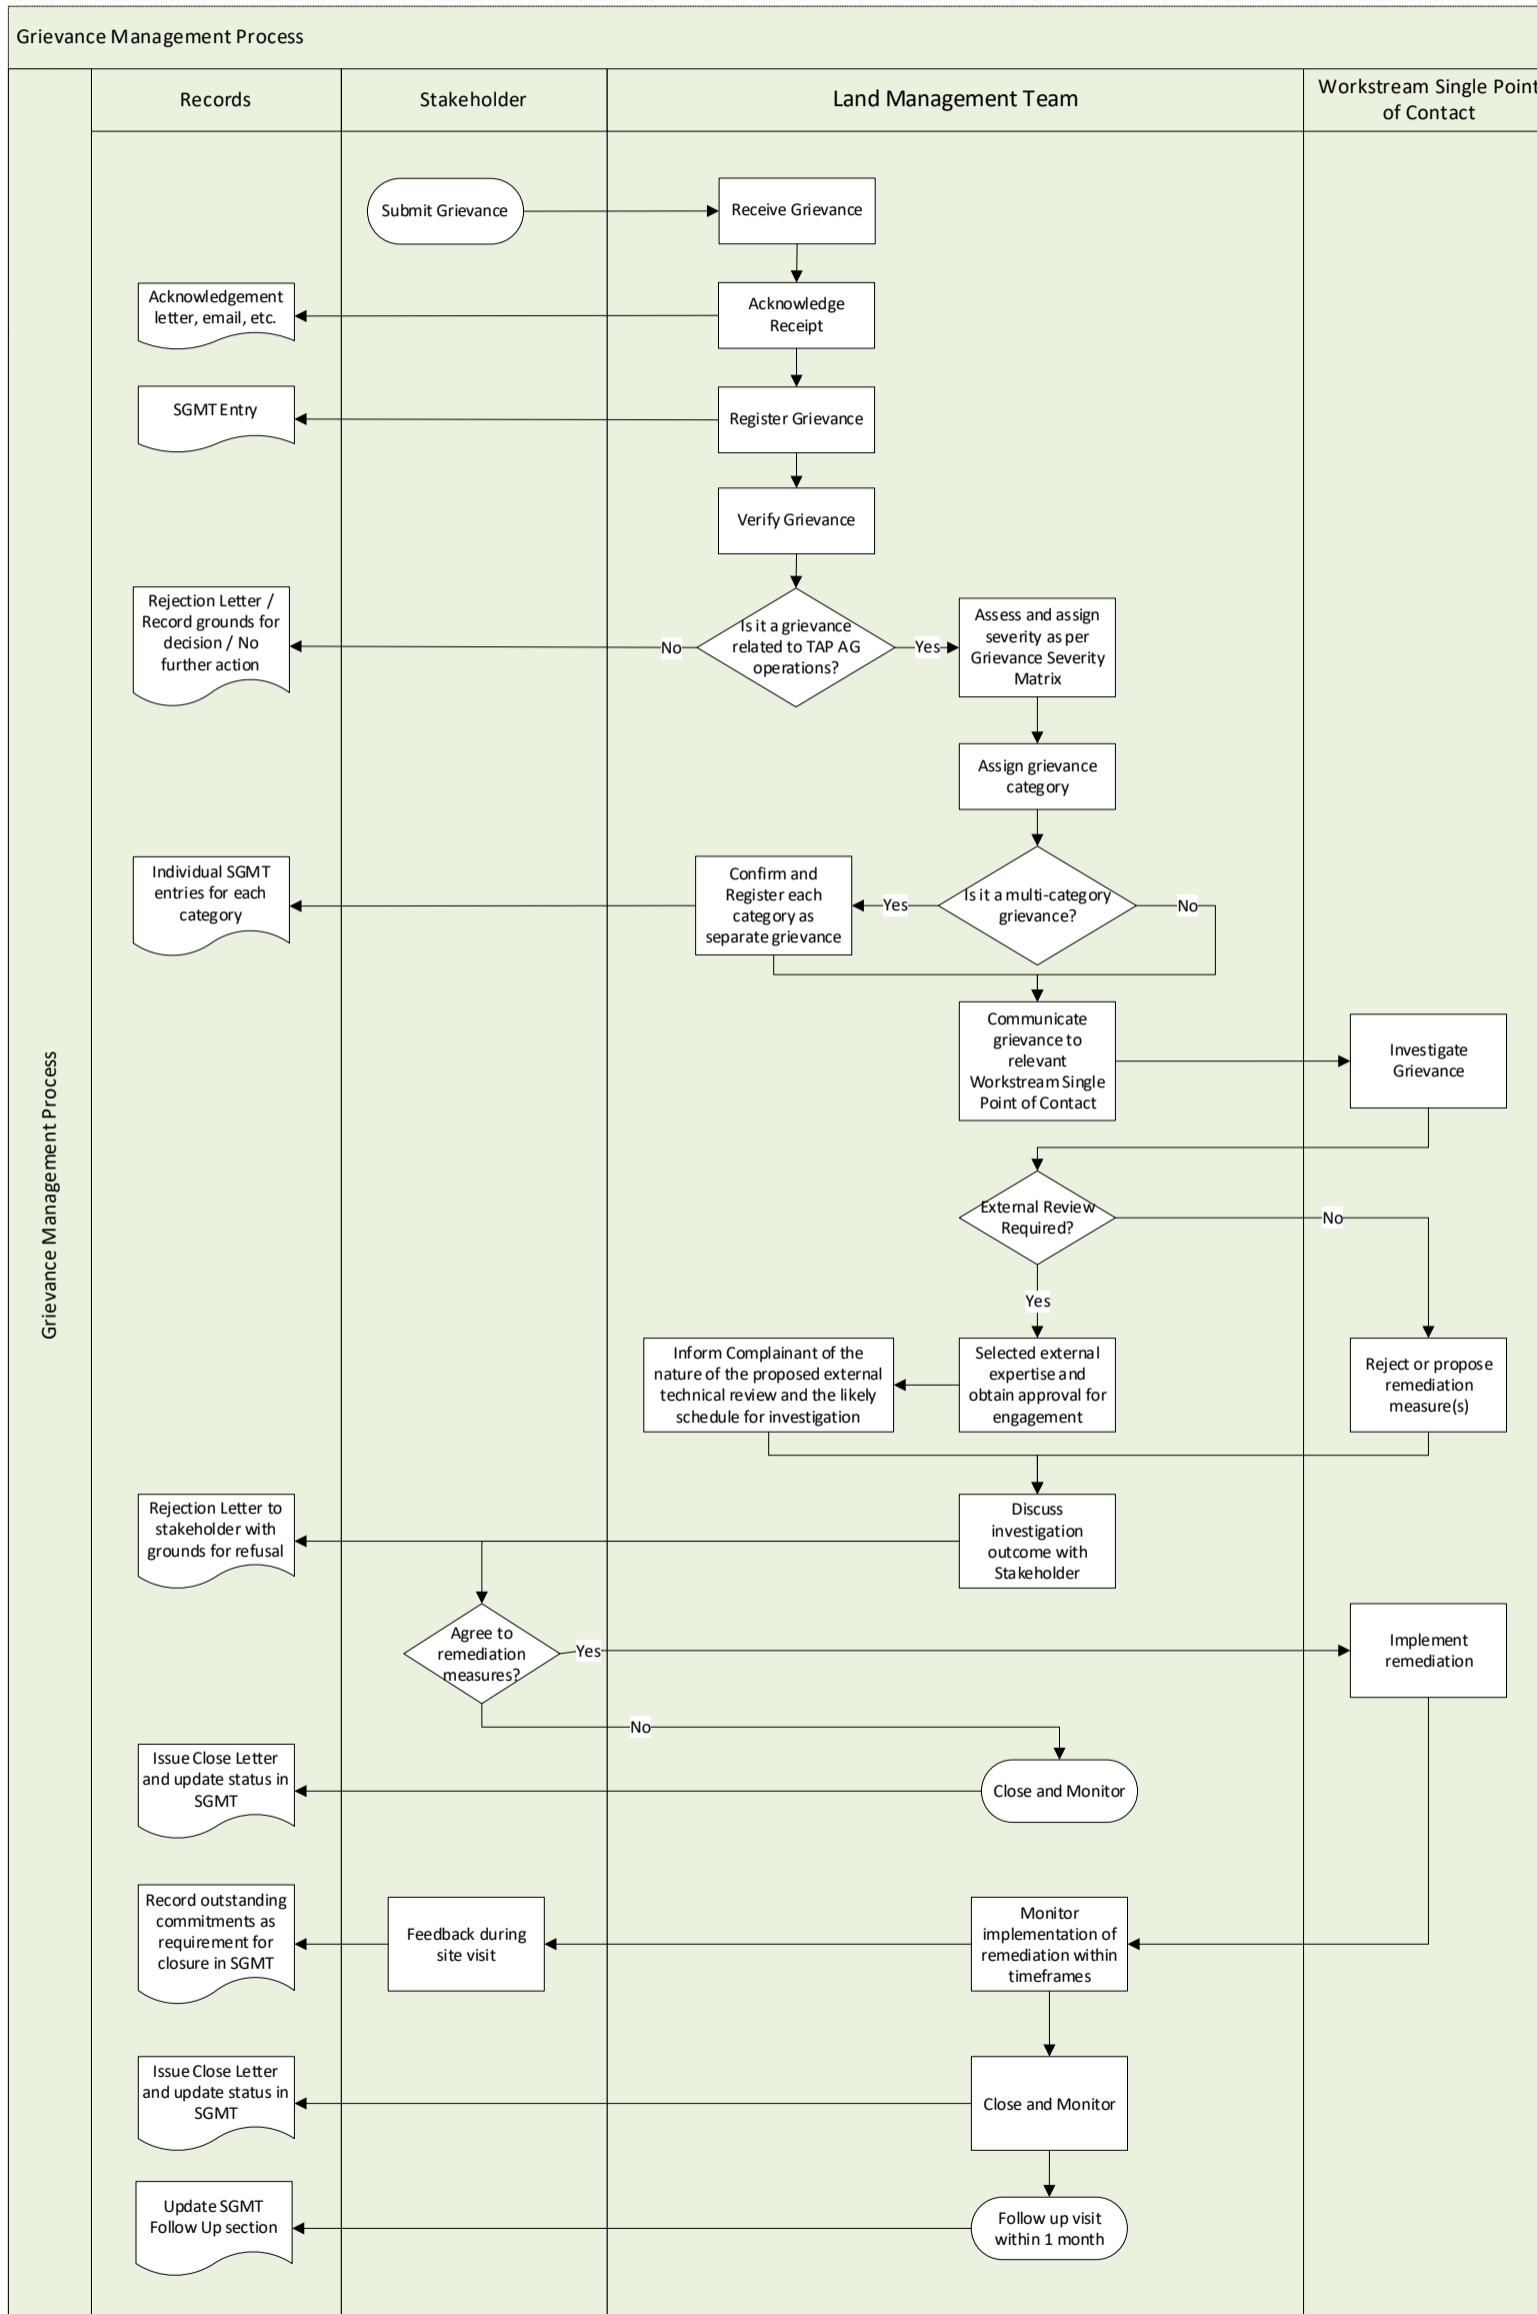 Grievance Management Process
Records
Stakeholder
Land Management Team
Workstream Single Point
of Contact
Grievance Management Process
Submit Grievance
Receive Grievance
Acknowledgement
letter, email, etc.
Acknowledge
Receipt
SGMT Entry
Register Grievance
Verify Grievance
Rejection Letter /
Record grounds for
decision / No
further action
No
Is it a grievance
related to TAP AG
operations?
Yes
Assess and assign
severity as per
Grievance Severity
Matrix
Assign grievance
category
Individual SGMT
entries for each
category
Confirm and
Register each
category as
separate grievance
Yes
Is it a multi-category
grievance?
No
Communicate
grievance to
relevant
Workstream Single
Point of Contact
Investigate
Grievance
External Review
Required?
No
Yes
Inform Complainant of the
nature of the proposed external
technical review and the likely
schedule for investigation
Selected external
expertise and
obtain approval for
engagement
Reject or propose
remediation
measure(s)
Rejection Letter to
stakeholder with
grounds for refusal
Discuss
investigation
outcome with
Stakeholder
Agree to
remediation
measures?
Yes
Implement
remediation
No
Issue Close Letter
and update status in
SGMT
Close and Monitor
Record outstanding
commitments as
requirement for
closure in SGMT
Feedback during
site visit
Monitor
implementation of
remediation within
timeframes
Issue Close Letter
and update status in
SGMT
Close and Monitor
Update SGMT
Follow Up section
Follow up visit
within 1 month